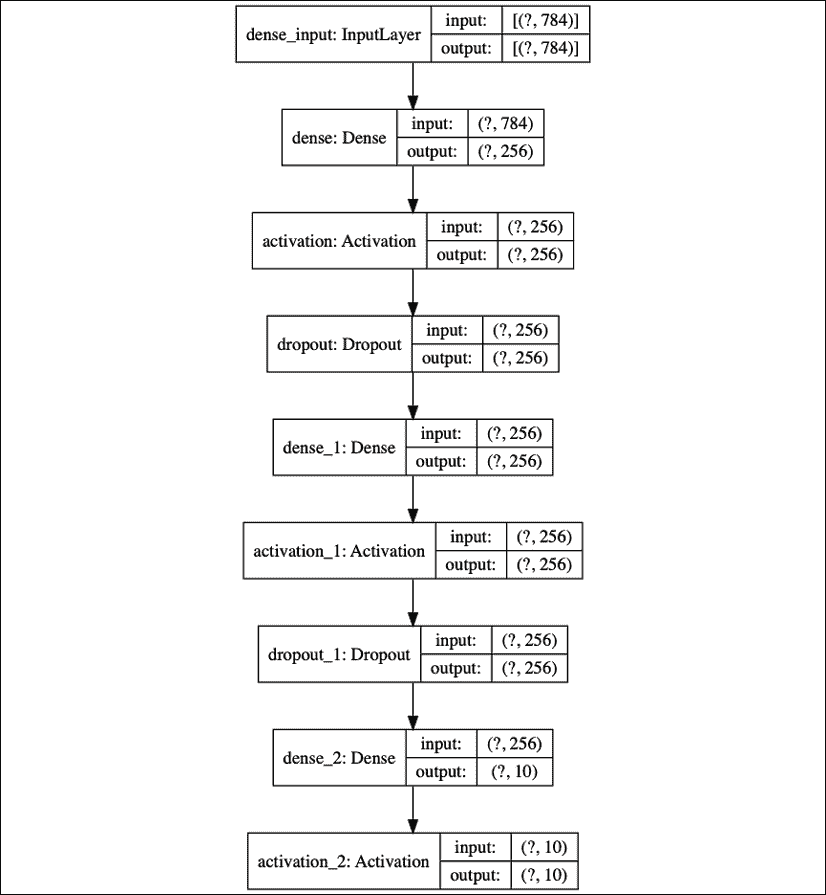 dense_input: InputLayer input: [(?, 784)]
output: [(?, 784)]
dense: Dense input: (?, 784)
output: (?, 256)
activation: Activation input: (?, 256)
output: (?, 256)
dropout: Dropout input: (?, 256)
output: (?, 256)
dense_1: Dense input: (?, 256)
output: (?, 256)
activation_1: Activation input: (?, 256)
output: (?, 256)
dropout_1: Dropout input: (?, 256)
output: (?, 256)
dense_2: Dense input: (?, 256)
output: (?, 10)
activation_2: Activation input: (?, 10)
output: (?, 10)